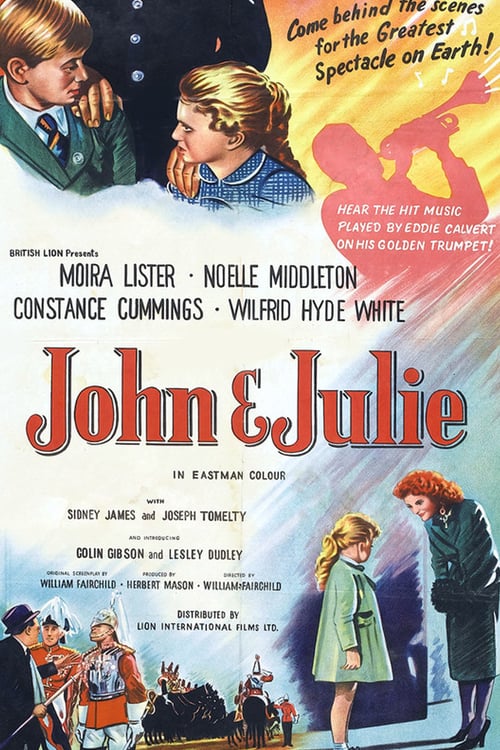 Come behind the scenes
for the Greatest
Spectacle on Earth!
HEAR THE HIT MUSIC
PLAYED BY EDDIE CALVERT
ON HIS GOLDEN TRUMPET!
BRITISH LION Presents
MOIRA LISTER · NOELLE MIDDLETON
CONSTANCE CUMMINGS · WILFRID HYDE WHITE
John & Julie
IN EASTMAN COLOUR
WITH
SIDNEY JAMES and JOSEPH TOMELTY
AND INTRODUCING
COLIN GIBSON and LESLEY DUDLEY
ORIGINAL SCREENPLAY BY PRODUCED BY DIRECTED BY
WILLIAM FAIRCHILD · HERBERT MASON · WILLIAM FAIRCHILD
DISTRIBUTED BY
LION INTERNATIONAL FILMS LTD.